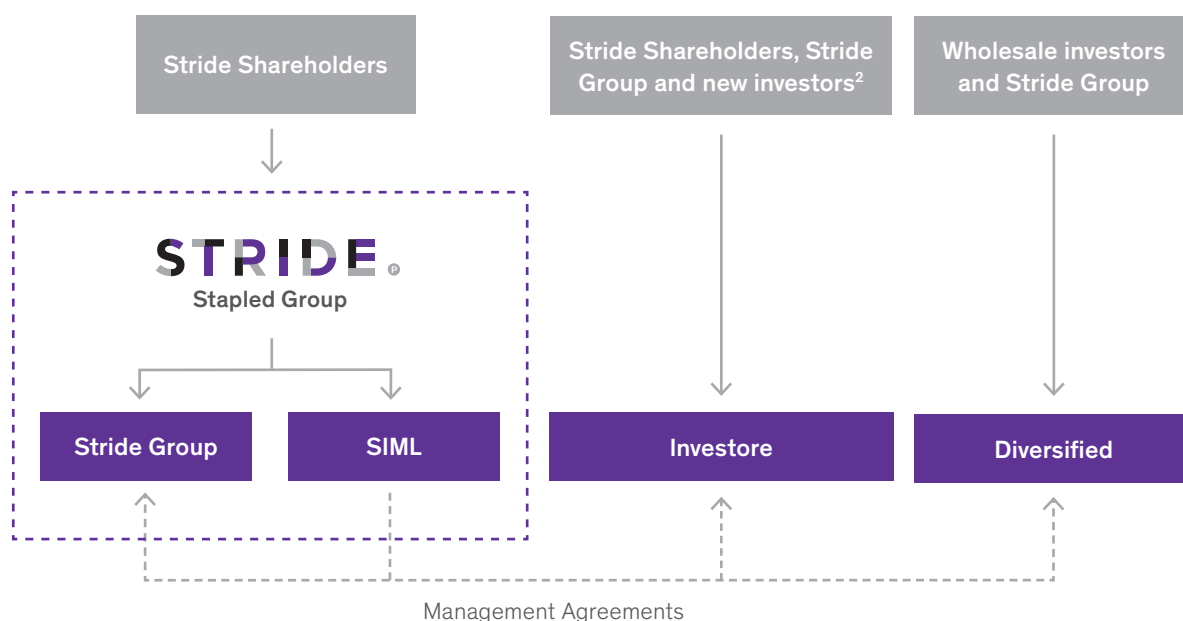 Stride Shareholders
Stride Shareholders, Stride
Group and new investors²
Wholesale investors
and Stride Group
STRIDE P
Stapled Group
Stride Group
SIML
Investore
Diversified
Management Agreements